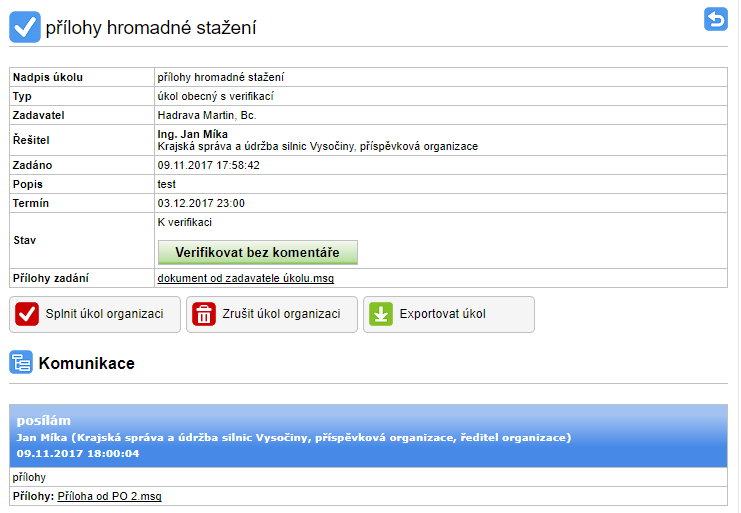 přílohy hromadné stažení
Nadpis úkolu přílohy hromadné stažení
Typ úkol obecný s verifikací
Zadavatel Hadrava Martin, Bc.
Řešitel Ing. Jan Míka
Krajská správa a údržba silnic Vysočiny, příspěvková organizace
Zadáno 09.11.2017 17:58:42
Popis test
Termín 03.12.2017 23:00
Stav K verifikaci
Verifikovat bez komentáře
Přílohy zadání dokument od zadavatele úkolu.msg
Splnit úkol organizaci Zrušit úkol organizaci Exportovat úkol
Komunikace
posílám
Jan Míka (Krajská správa a údržba silnic Vysočiny, příspěvková organizace, ředitel organizace)
09.11.2017 18:00:04
přílohy
Přílohy: Příloha od PO 2.msg